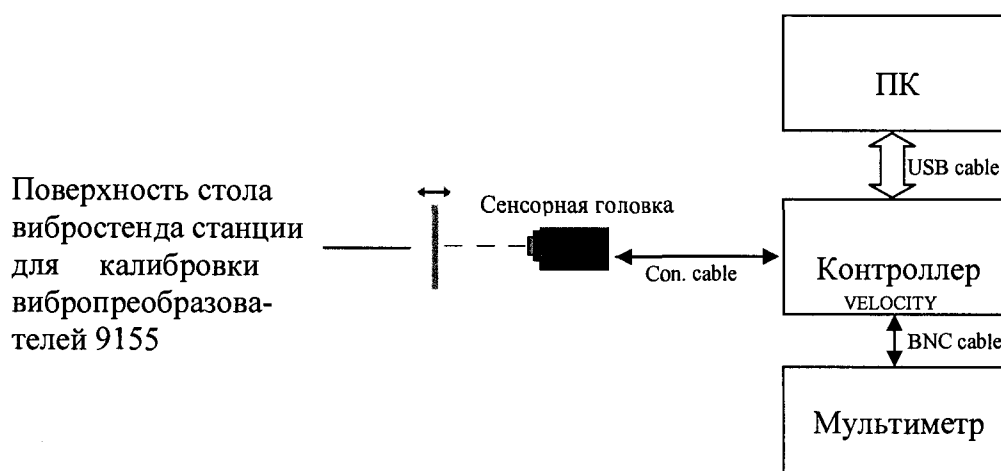 ПК
USB cable
Поверхность стола
вибростенда станции
для калибровки
вибропреобразова-
телей 9155
Сенсорная головка
Con. cable
Контроллер
VELOCITY
BNC cable
Мультиметр